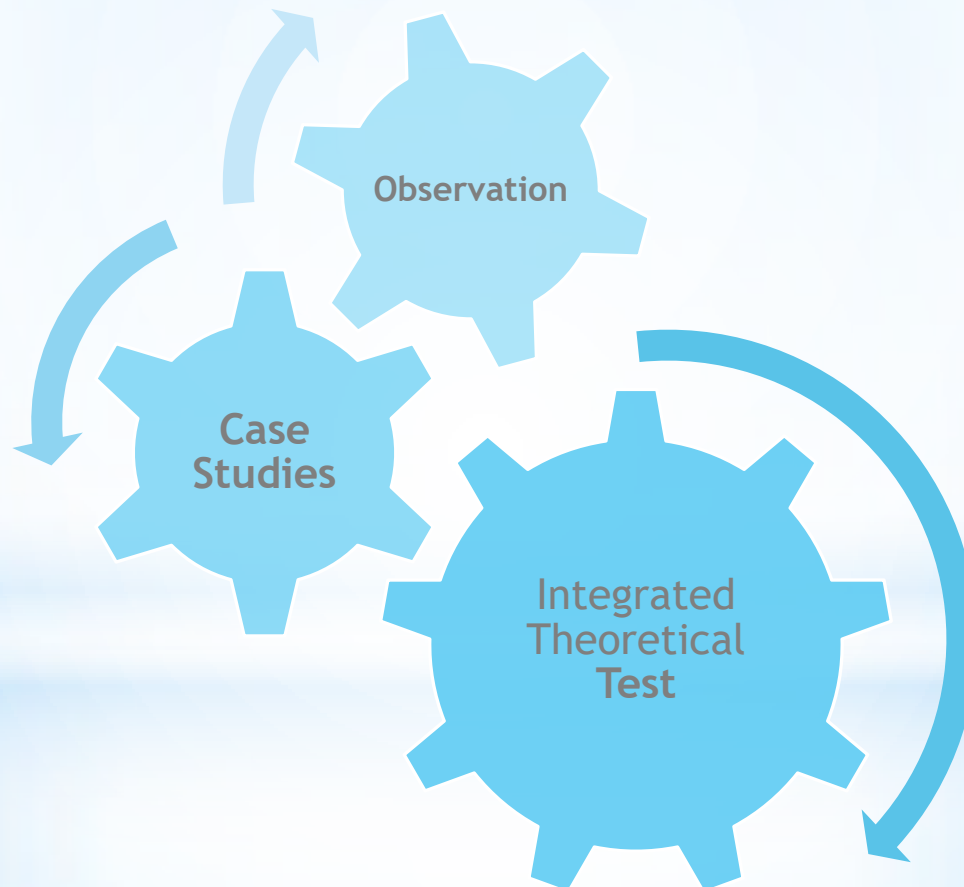 Observation
Case
Studies
Integrated
Theoretical
Test